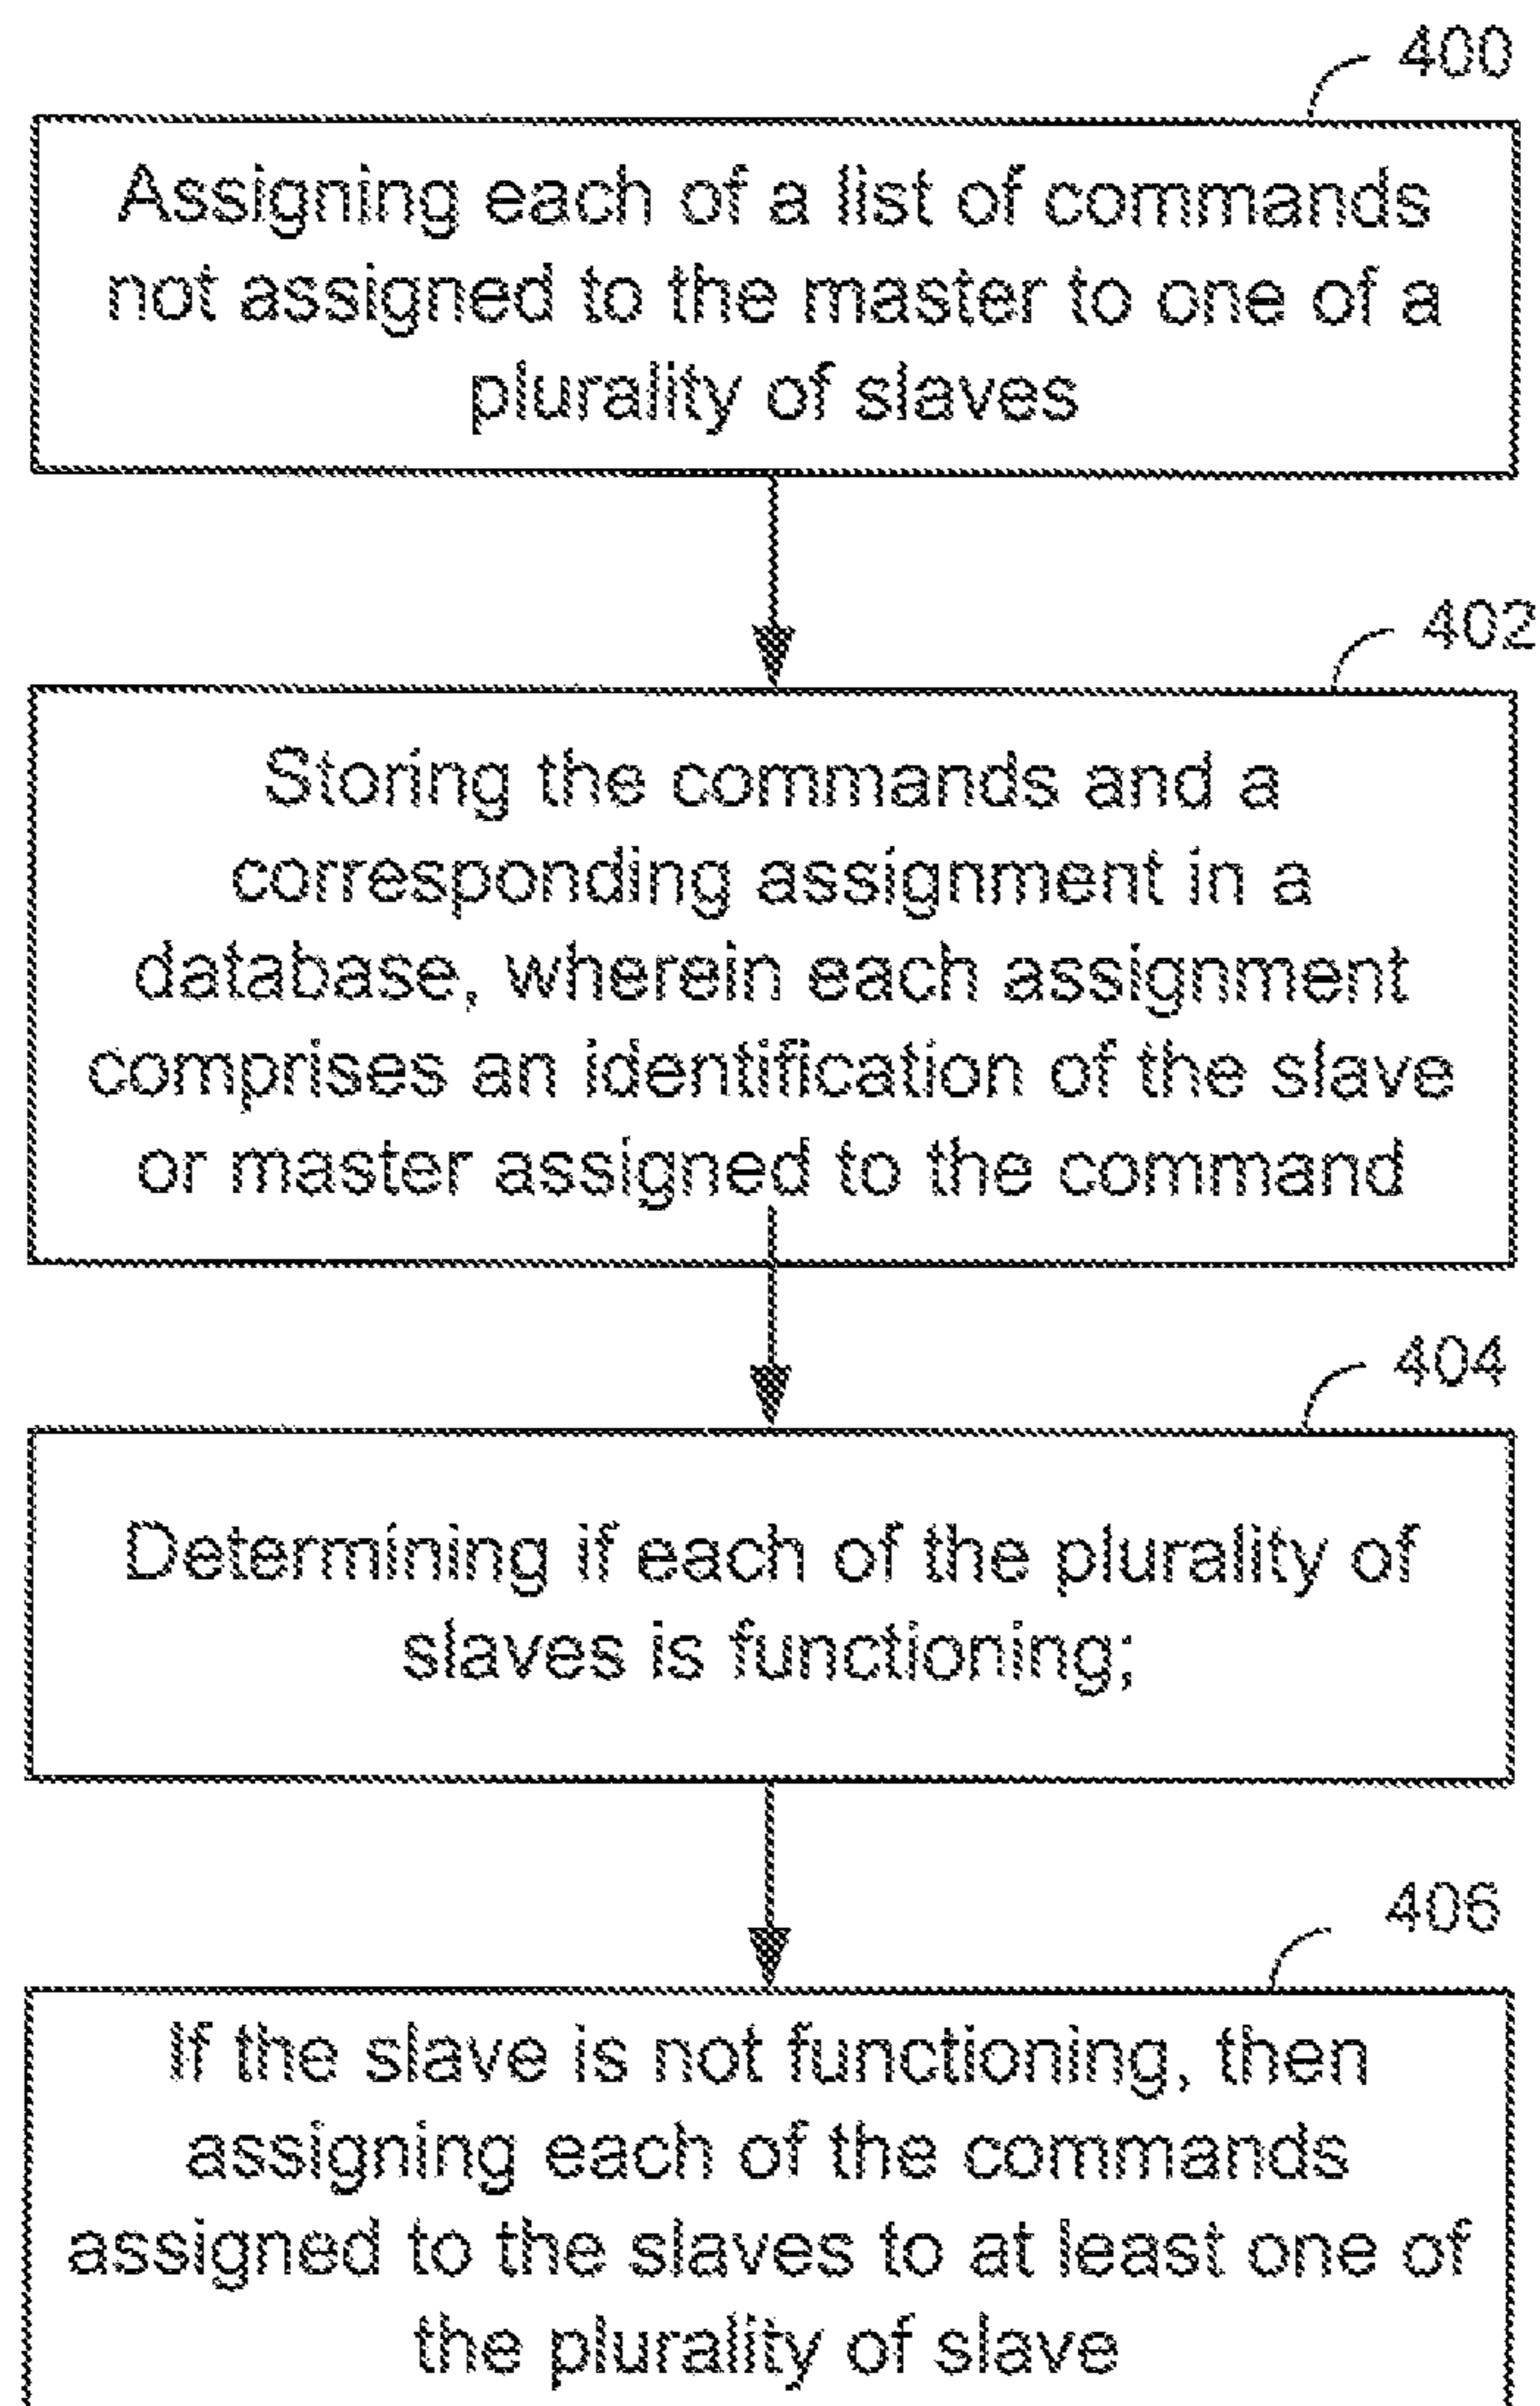 400
Assigning each of a list of commands
not assigned to the master to one of a
plurality of slaves
402
Storing the commands and a
corresponding assignment in a
database, wherein each assignment
comprises an identification of the slave
or master assigned to the command
404
Determining if each of the plurality of
slaves is functioning;
406
If the slave is not functioning, then
assigning each of the commands
assigned to the slaves to at least one of
the plurality of slave